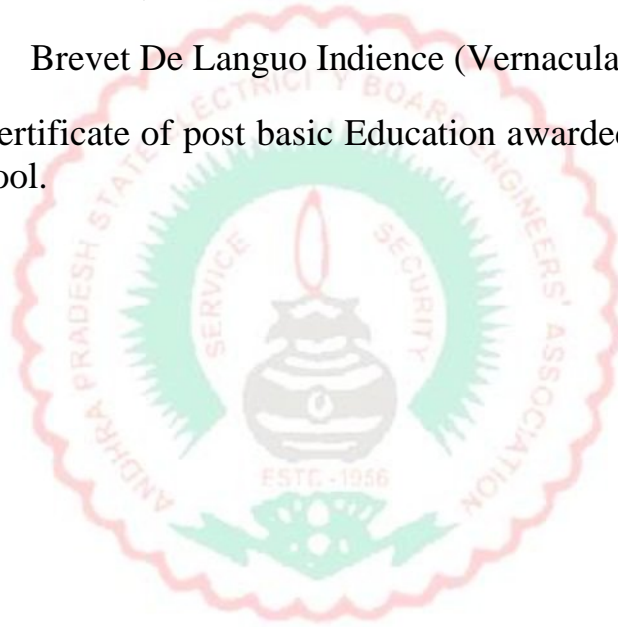 Brevet De Languo Indience (Vernacula
ertificate of post basic Education awarded
ool.
ANDHRA PRADESH STATE ELECTRICITY BOARD ENGINEERS' ASSOCIATION
SERVICE
SECURITY
ESTD - 1956